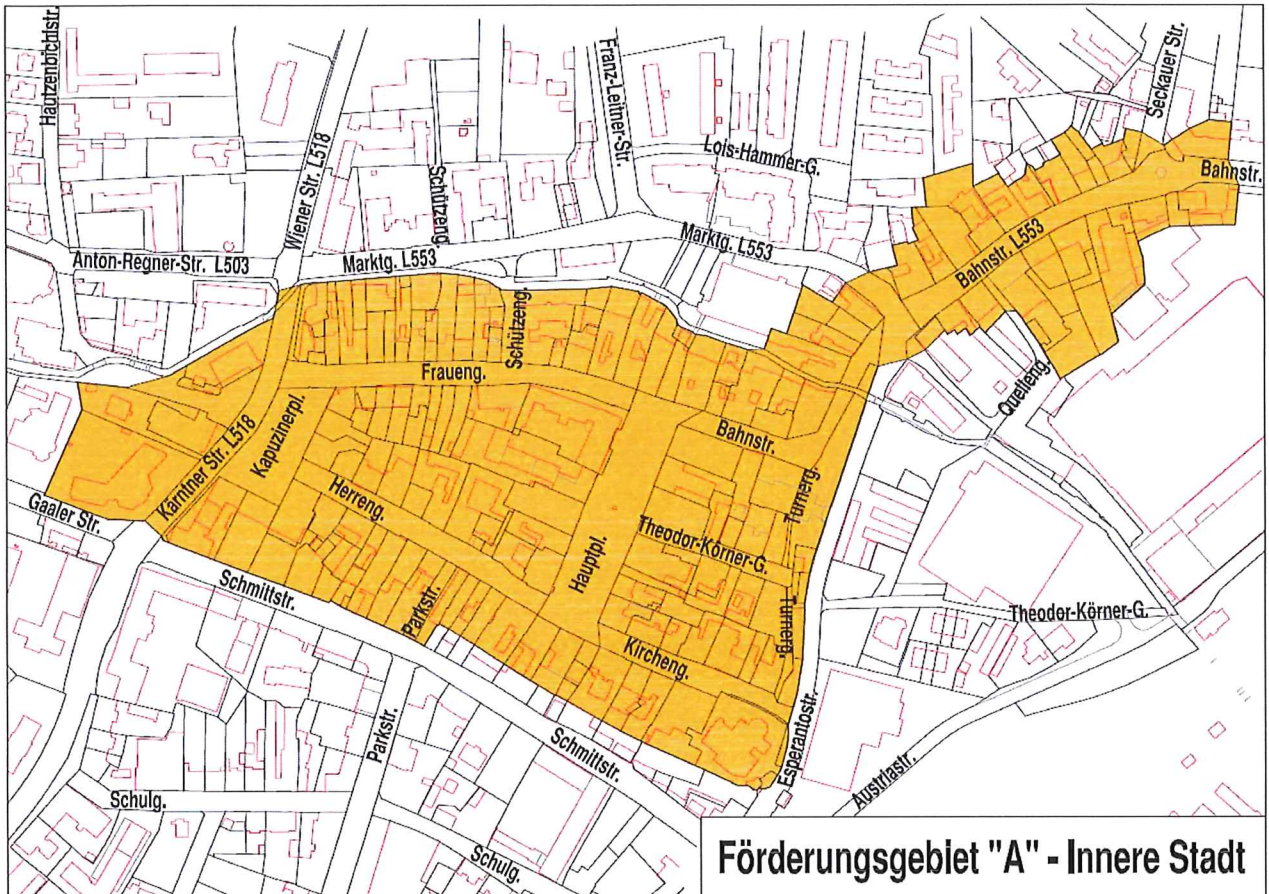 Hautzenbichlstr.
Wiener Str. L518
Schützeng.
Franz-Leitner-Str.
Lois-Hammer-G.
Seckauer Str.
Bahnstr.
Anton-Regner-Str. L503
Marktg. L553
Marktg. L553
Bahnstr. L553
Schützeng.
Fraueng.
Quelleng.
Kärntner Str. L518
Kapuzinerpl.
Bahnstr.
Herreng.
Turnerg.
Gaaler Str.
Theodor-Körner-G.
Hauptpl.
Schmittstr.
Parkstr.
Turnerg.
Theodor-Körner-G.
Kircheng.
Parkstr.
Schmittstr.
Esperantostr.
Austriastr.
Schulg.
Schulg.
Förderungsgebiet "A" - Innere Stadt